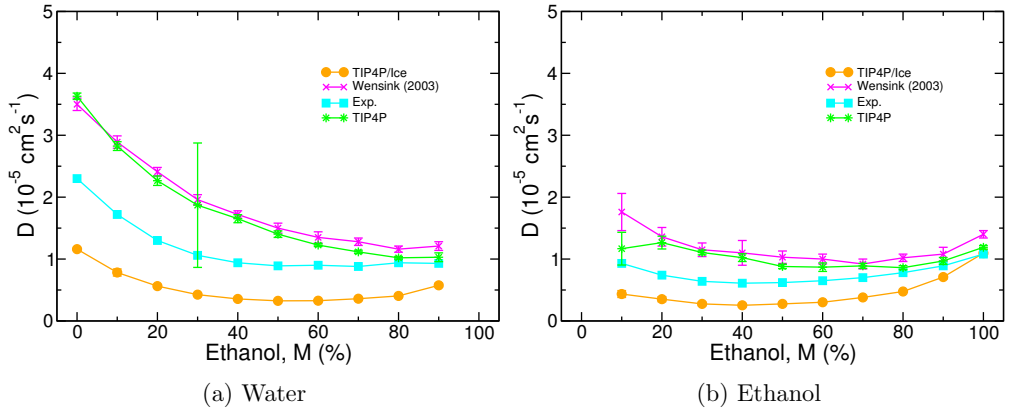 5
4
3
2
1
0
D (10⁻⁵ cm² s⁻¹)
TIP4P/Ice
Wensink (2003)
Exp.
TIP4P
0 20 40 60 80 100
Ethanol, M (%)
(a) Water
5
4
3
2
1
0
D (10⁻⁵ cm² s⁻¹)
TIP4P/Ice
Wensink (2003)
Exp.
TIP4P
0 20 40 60 80 100
Ethanol, M (%)
(b) Ethanol